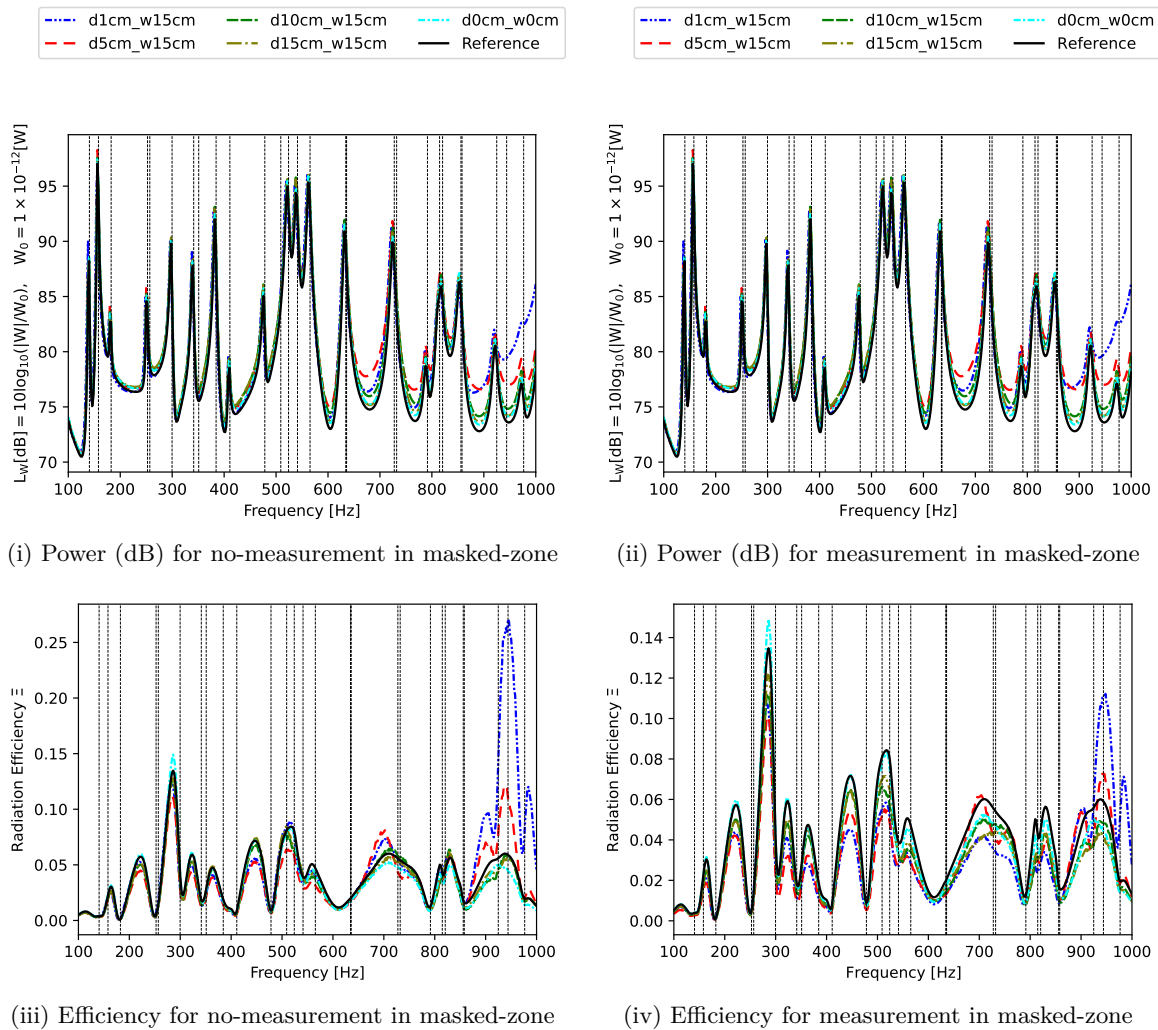 d1cm_w15cm d10cm_w15cm d0cm_w0cm
d5cm_w15cm d15cm_w15cm Reference
d1cm_w15cm d10cm_w15cm d0cm_w0cm
d5cm_w15cm d15cm_w15cm Reference
L_W[dB] = 10log_10(|W|/W_0), W_0 = 1 × 10^−12[W]
95
90
85
80
75
70
100 200 300 400 500 600 700 800 900 1000
Frequency [Hz]
(i) Power (dB) for no-measurement in masked-zone
L_W[dB] = 10log_10(|W|/W_0), W_0 = 1 × 10^−12[W]
95
90
85
80
75
70
100 200 300 400 500 600 700 800 900 1000
Frequency [Hz]
(ii) Power (dB) for measurement in masked-zone
Radiation Efficiency Ξ
0.25
0.20
0.15
0.10
0.05
0.00
100 200 300 400 500 600 700 800 900 1000
Frequency [Hz]
(iii) Efficiency for no-measurement in masked-zone
Radiation Efficiency Ξ
0.14
0.12
0.10
0.08
0.06
0.04
0.02
0.00
100 200 300 400 500 600 700 800 900 1000
Frequency [Hz]
(iv) Efficiency for measurement in masked-zone